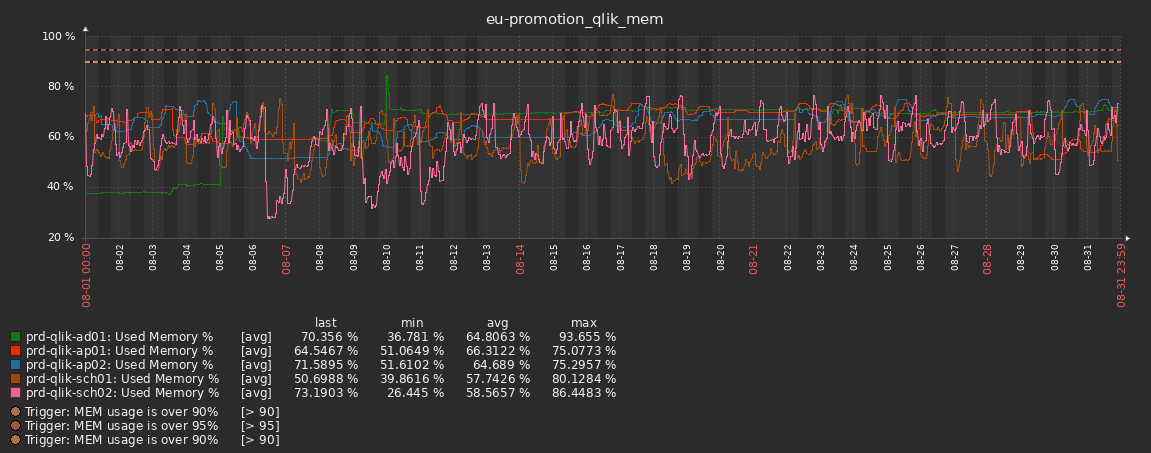 eu-promotion_qlik_mem
100 %
80 %
60 %
40 %
20 %
08-01 00:00 08-02 08-03 08-04 08-05 08-06 08-07 08-08 08-09 08-10 08-11 08-12 08-13 08-14 08-15 08-16 08-17 08-18 08-19 08-20 08-21 08-22 08-23 08-24 08-25 08-26 08-27 08-28 08-29 08-30 08-31 08-31 23:59
last min avg max
prd-qlik-ad01: Used Memory % [avg] 70.356 % 36.781 % 64.8063 % 93.655 %
prd-qlik-ap01: Used Memory % [avg] 64.5467 % 51.0649 % 66.3122 % 75.0773 %
prd-qlik-ap02: Used Memory % [avg] 71.5895 % 51.6102 % 64.689 % 75.2957 %
prd-qlik-sch01: Used Memory % [avg] 50.6988 % 39.8616 % 57.7426 % 80.1284 %
prd-qlik-sch02: Used Memory % [avg] 73.1903 % 26.445 % 58.5657 % 86.4483 %
Trigger: MEM usage is over 90% [> 90]
Trigger: MEM usage is over 95% [> 95]
Trigger: MEM usage is over 90% [> 90]